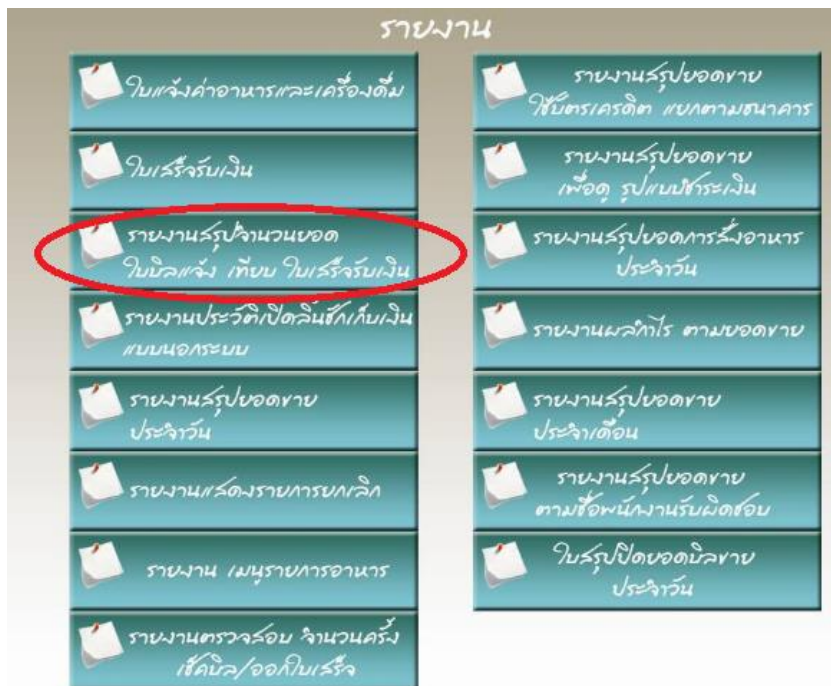 รายงาน
ใบแจ้งค่าอาหารและเครื่องดื่ม
ใบเสร็จรับเงิน
รายงานสรุปจำนวนยอด
ใบบิลแจ้ง เทียบ ใบเสร็จรับเงิน
รายงานประวัติเปิดลิ้นชักเก็บเงิน
แบบนอกระบบ
รายงานสรุปยอดขาย
ประจำวัน
รายงานแสดงรายการยกเลิก
รายงาน เมนูรายการอาหาร
รายงานตรวจสอบ จำนวนครั้ง
เช็คบิล/ออกใบเสร็จ
รายงานสรุปยอดขาย
ใช้บัตรเครดิต แยกตามธนาคาร
รายงานสรุปยอดขาย
เพื่อดู รูปแบบชำระเงิน
รายงานสรุปยอดการสั่งอาหาร
ประจำวัน
รายงานผลกำไร ตามยอดขาย
รายงานสรุปยอดขาย
ประจำเดือน
รายงานสรุปยอดขาย
ตามชื่อพนักงานรับผิดชอบ
ใบสรุปปิดยอดบิลขาย
ประจำวัน